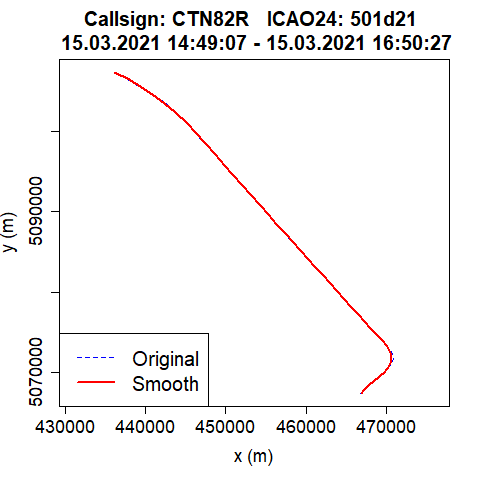 Callsign: CTN82R   ICAO24: 501d21
15.03.2021 14:49:07 - 15.03.2021 16:50:27
y (m)
5090000
5070000
Original
Smooth
430000 440000 450000 460000 470000
x (m)